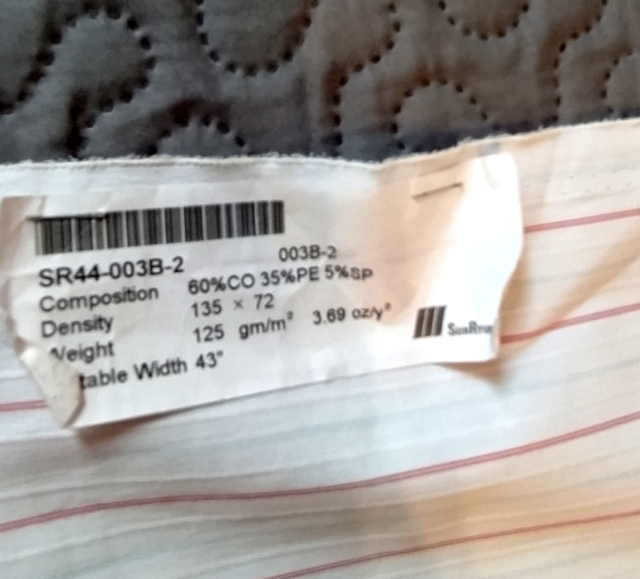 003B-2
SR44-003B-2
Composition 60%CO 35%PE 5%SP
Density 135 × 72
Weight 125 gm/m² 3.69 oz/y²
table Width 43"